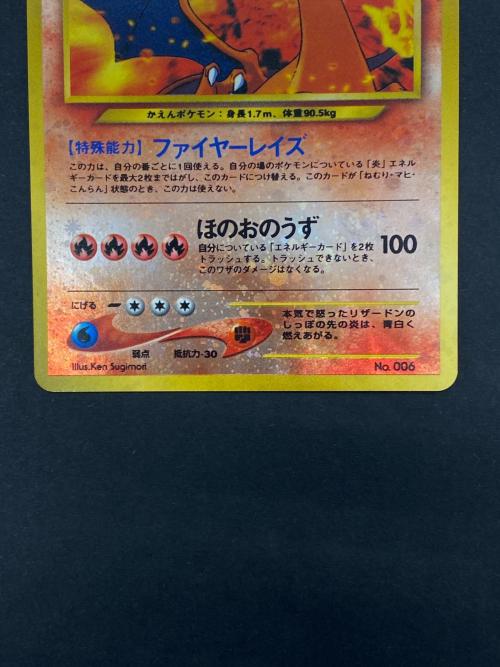 かえんポケモン：身長1.7m、体重90.5kg
【特殊能力】ファイヤーレイズ
この力は、自分の番ごとに1回使える。自分の場のポケモンについている「炎」エネル
ギーカードを最大2枚まではがし、このカードにつけ替える。このカードが「ねむり・マヒ・
こんらん」状態のとき、この力は使えない。
ほのおのうず 100
自分についている「エネルギーカード」を2枚
トラッシュする。トラッシュできないとき、
このワザのダメージはなくなる。
にげる
本気で怒ったリザードンの
しっぽの先の炎は、青白く
燃えあがる。
弱点 抵抗力-30
Illus.Ken Sugimori No. 006